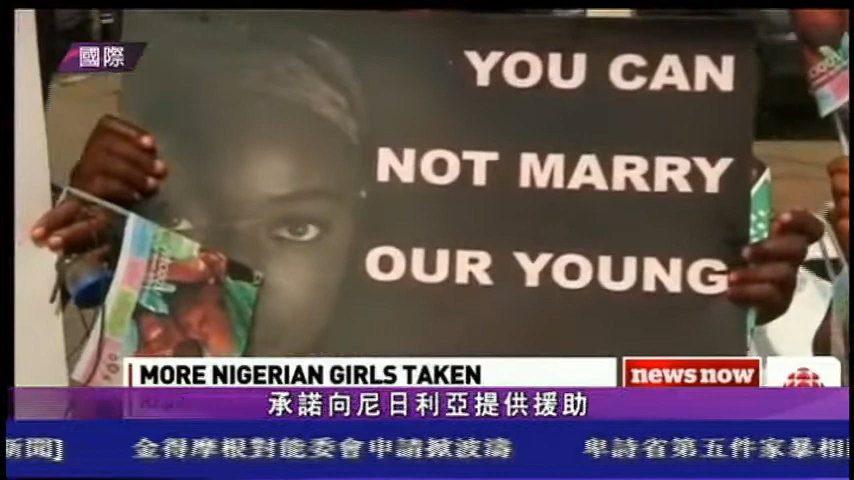 國際
YOU CAN
NOT MARRY
OUR YOUNG
MORE NIGERIAN GIRLS TAKEN
news now
承諾向尼日利亞提供援助
新聞] 金得摩根對能委會申請掀波濤 卑詩省第五件家暴相